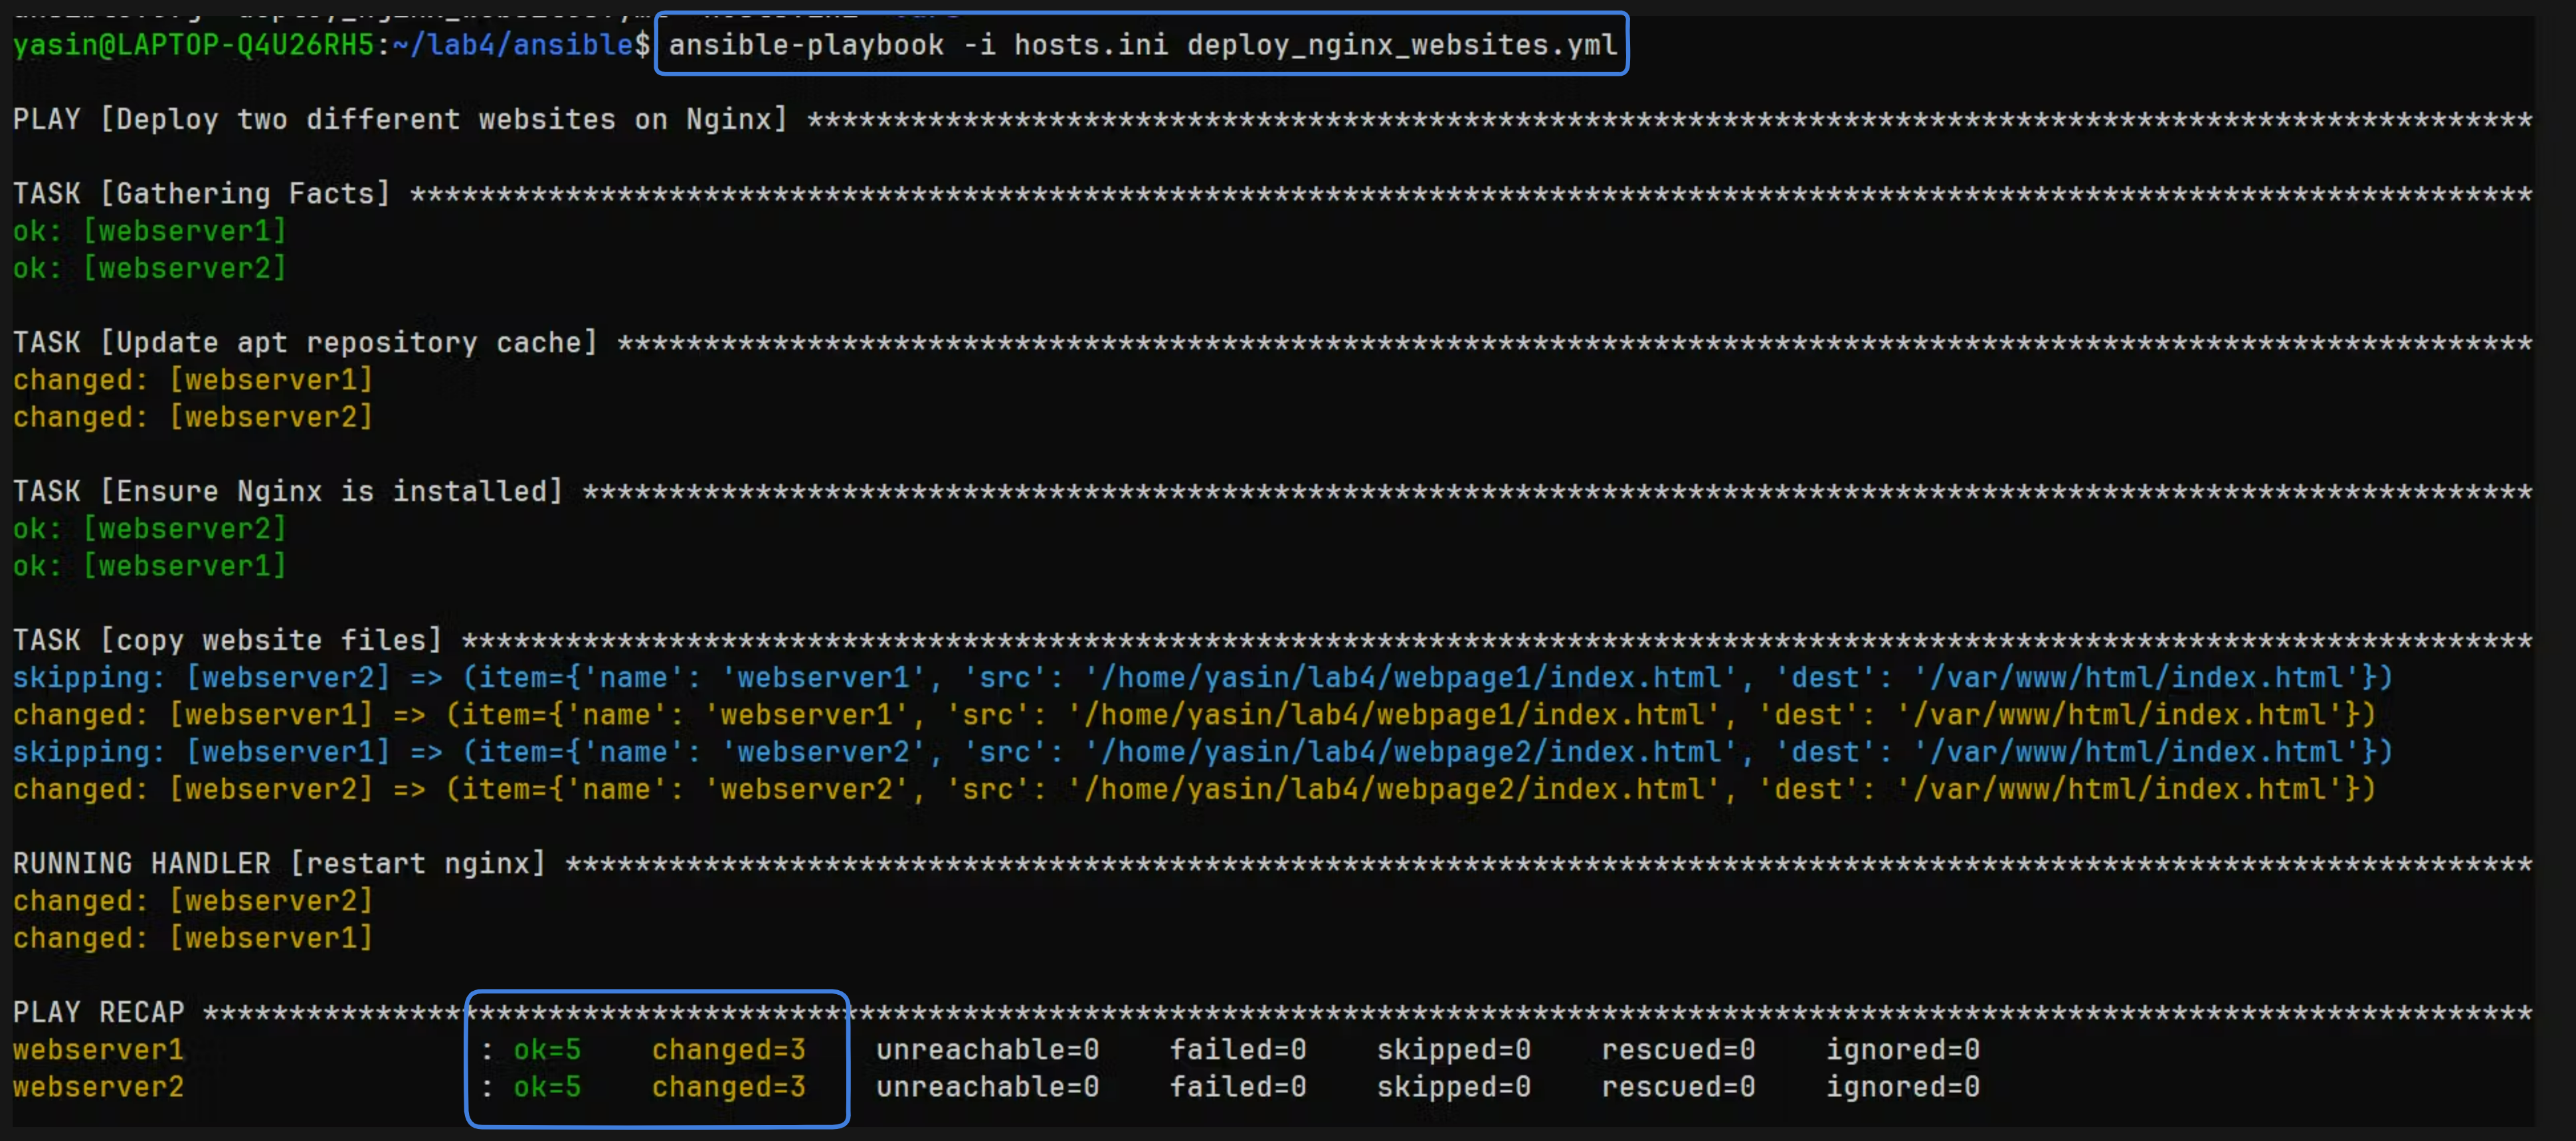 yasin@LAPTOP-Q4U26RH5:~/lab4/ansible$ ansible-playbook -i hosts.ini deploy_nginx_websites.yml
PLAY [Deploy two different websites on Nginx] ****************************************************************************************************
TASK [Gathering Facts] ***************************************************************************************************************************
ok: [webserver1]
ok: [webserver2]
TASK [Update apt repository cache] ***************************************************************************************************************
changed: [webserver1]
changed: [webserver2]
TASK [Ensure Nginx is installed] *****************************************************************************************************************
ok: [webserver2]
ok: [webserver1]
TASK [copy website files] ************************************************************************************************************************
skipping: [webserver2] => (item={'name': 'webserver1', 'src': '/home/yasin/lab4/webpage1/index.html', 'dest': '/var/www/html/index.html'})
changed: [webserver1] => (item={'name': 'webserver1', 'src': '/home/yasin/lab4/webpage1/index.html', 'dest': '/var/www/html/index.html'})
skipping: [webserver1] => (item={'name': 'webserver2', 'src': '/home/yasin/lab4/webpage2/index.html', 'dest': '/var/www/html/index.html'})
changed: [webserver2] => (item={'name': 'webserver2', 'src': '/home/yasin/lab4/webpage2/index.html', 'dest': '/var/www/html/index.html'})
RUNNING HANDLER [restart nginx] ******************************************************************************************************************
changed: [webserver2]
changed: [webserver1]
PLAY RECAP ***************************************************************************************************************************************
webserver1 : ok=5 changed=3 unreachable=0 failed=0 skipped=0 rescued=0 ignored=0
webserver2 : ok=5 changed=3 unreachable=0 failed=0 skipped=0 rescued=0 ignored=0